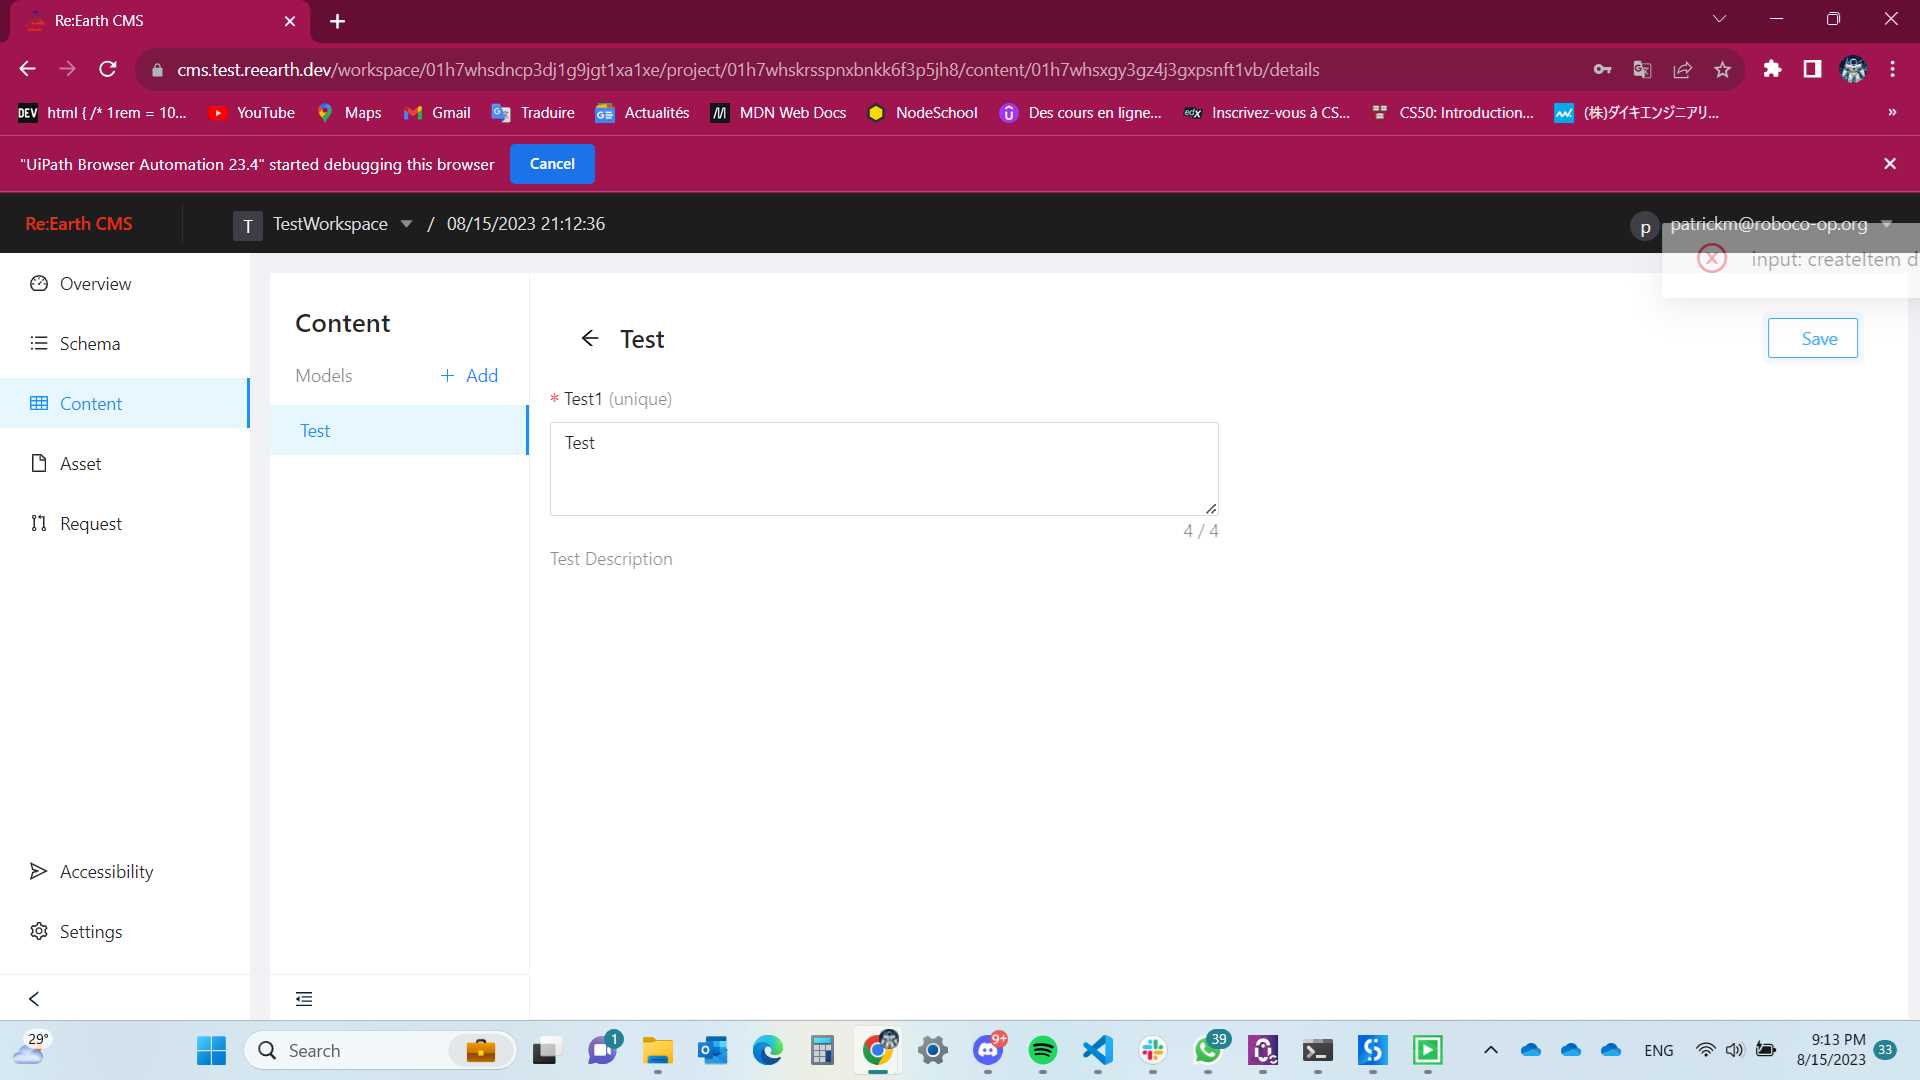 Re:Earth CMS
cms.test.reearth.dev/workspace/01h7whsdncp3dj1g9jgt1xa1xe/project/01h7whskrsspnxbnkk6f3p5jh8/content/01h7whsxgy3gz4j3gxpsnft1vb/details
DEV html { /* 1rem = 10... YouTube Maps Gmail Traduire Actualités MDN Web Docs NodeSchool Des cours en ligne... edX Inscrivez-vous à CS... CS50: Introduction... (株)ダイキエンジニアリ... »
"UiPath Browser Automation 23.4" started debugging this browser Cancel
Re:Earth CMS T TestWorkspace / 08/15/2023 21:12:36 p patrickm@roboco-op.org
input: createItem d
Overview
Schema
Content
Asset
Request
Accessibility
Settings
Content
Models + Add
Test
Test
Save
* Test1 (unique)
Test
4 / 4
Test Description
29°
Search
1
9+
39
ENG
9:13 PM
8/15/2023
33